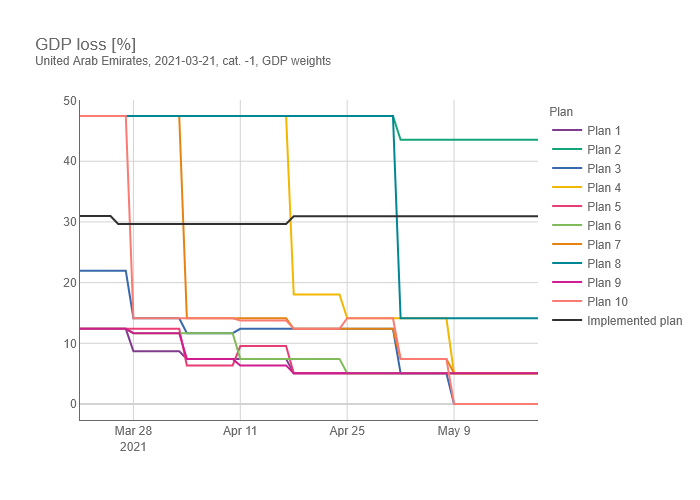 GDP loss [%]
United Arab Emirates, 2021-03-21, cat. -1, GDP weights
50
40
30
20
10
0
Mar 28
2021
Apr 11
Apr 25
May 9
Plan
Plan 1
Plan 2
Plan 3
Plan 4
Plan 5
Plan 6
Plan 7
Plan 8
Plan 9
Plan 10
Implemented plan